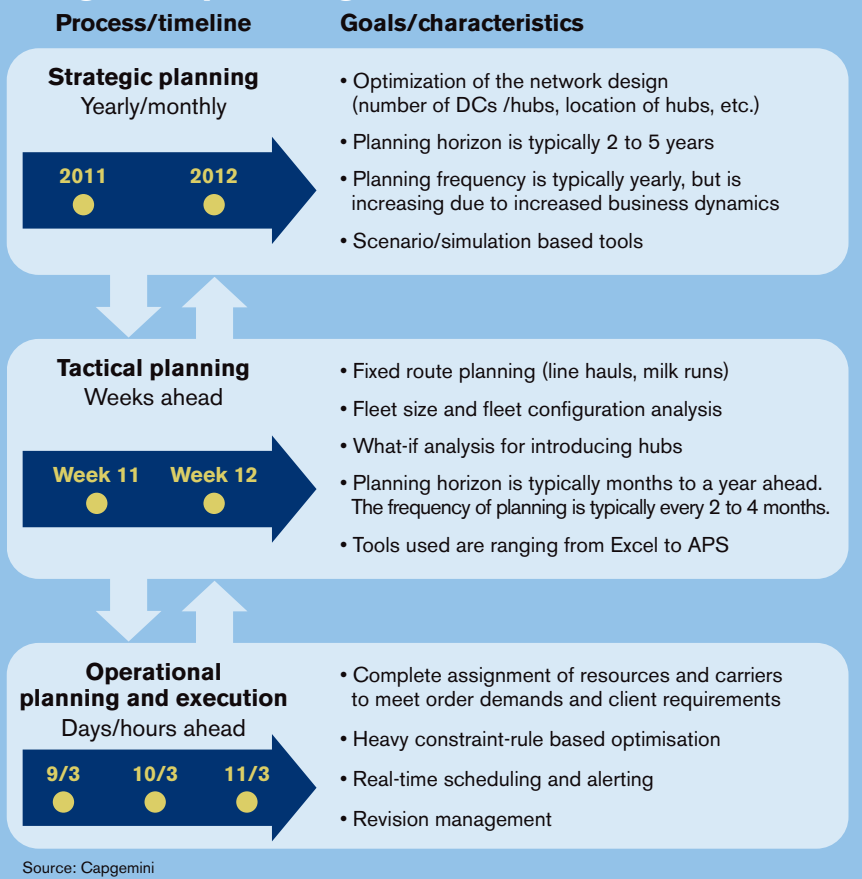 Process/timeline
Goals/characteristics
Strategic planning
Yearly/monthly
2011 2012
• Optimization of the network design
(number of DCs /hubs, location of hubs, etc.)
• Planning horizon is typically 2 to 5 years
• Planning frequency is typically yearly, but is
increasing due to increased business dynamics
• Scenario/simulation based tools
Tactical planning
Weeks ahead
Week 11 Week 12
• Fixed route planning (line hauls, milk runs)
• Fleet size and fleet configuration analysis
• What-if analysis for introducing hubs
• Planning horizon is typically months to a year ahead.
The frequency of planning is typically every 2 to 4 months.
• Tools used are ranging from Excel to APS
Operational
planning and execution
Days/hours ahead
9/3 10/3 11/3
• Complete assignment of resources and carriers
to meet order demands and client requirements
• Heavy constraint-rule based optimisation
• Real-time scheduling and alerting
• Revision management
Source: Capgemini